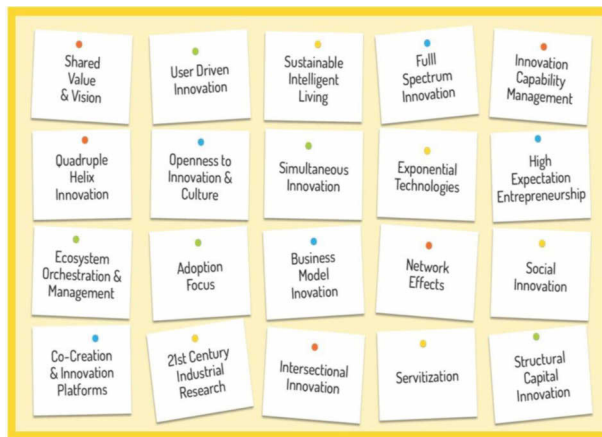 Shared
Value
& Vision
User Driven
Innovation
Sustainable
Intelligent
Living
Fulll
Spectrum
Innovation
Innovation
Capability
Management
Quadruple
Helix
Innovation
Openness to
Innovation &
Culture
Simultaneous
Innovation
Exponential
Technologies
High
Expectation
Entrepreneurship
Ecosystem
Orchestration &
Management
Adoption
Focus
Business
Model
Inovation
Network
Effects
Social
Innovation
Co-Creation
& Innovation
Platforms
21st Century
Industrial
Research
Intersectional
Innovation
Servitization
Structural
Capital
Innovation